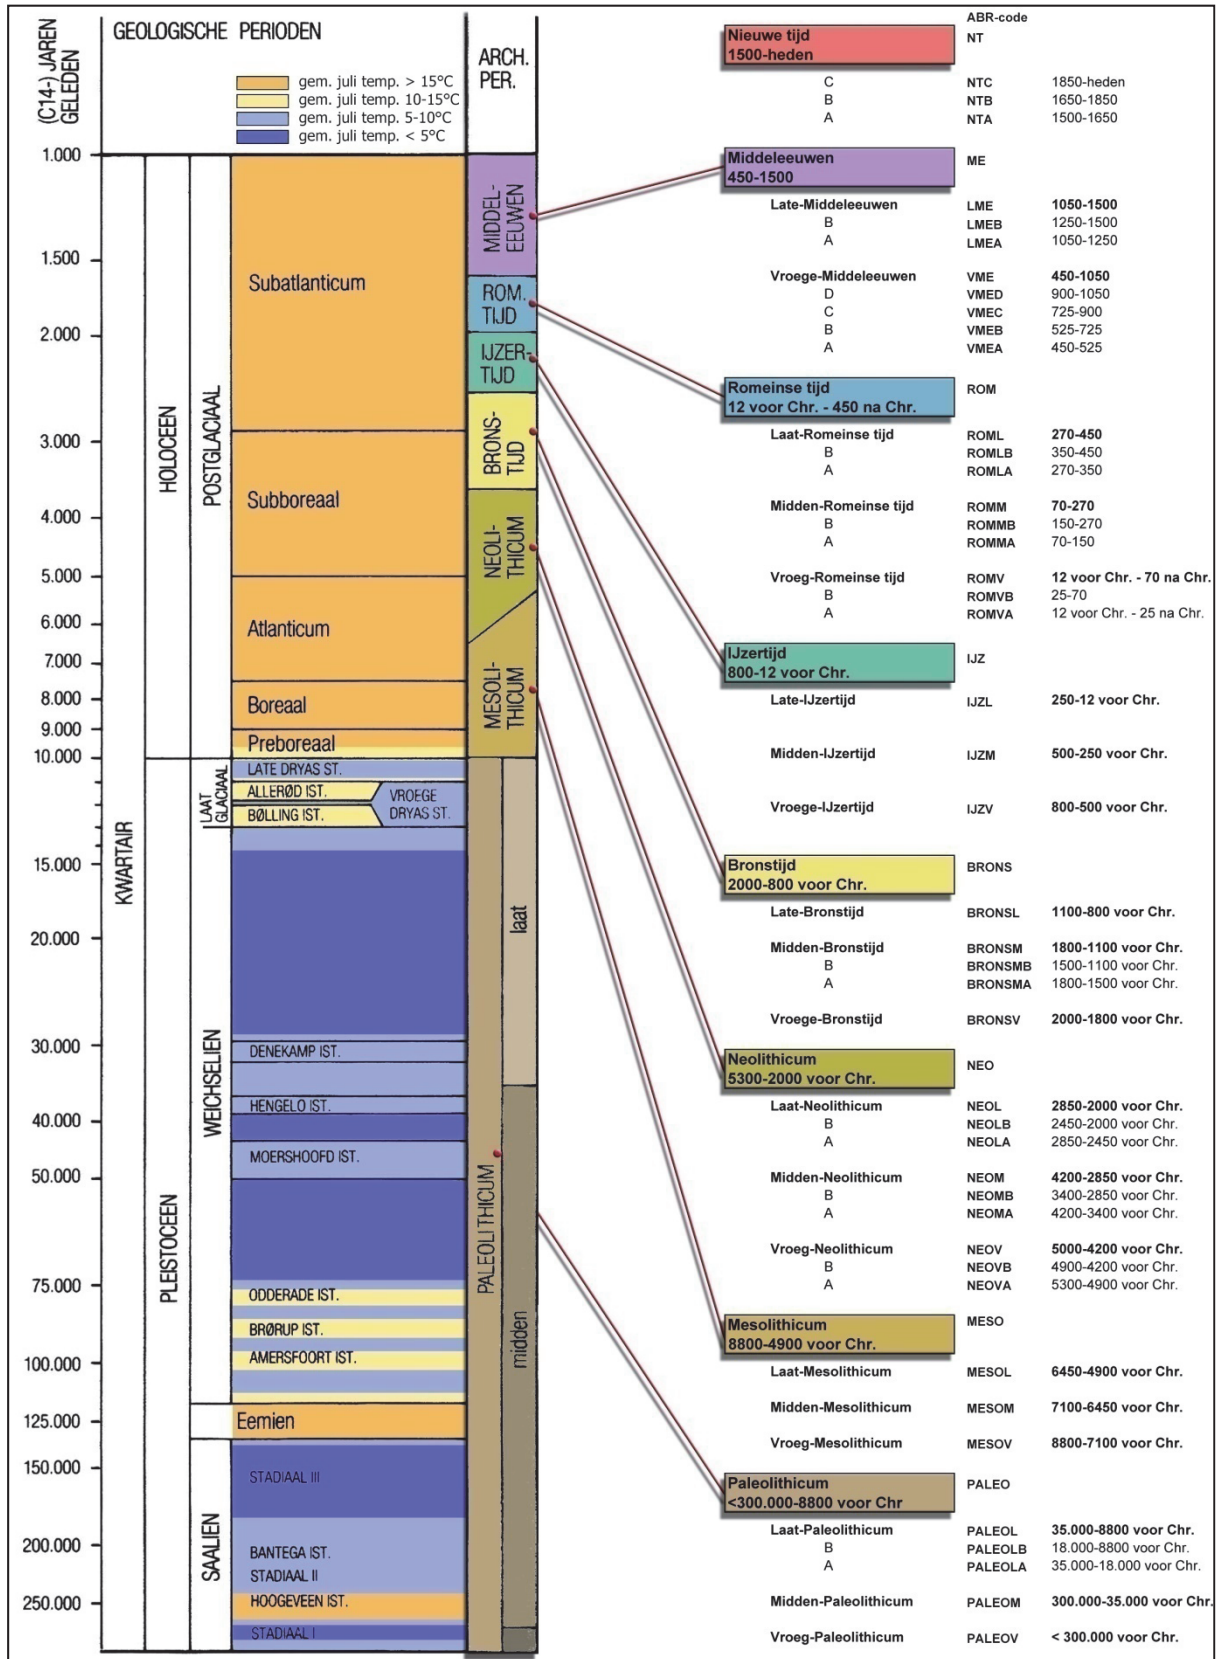 (C14-) JAREN
GELEDEN
GEOLOGISCHE PERIODEN
gem. juli temp. > 15°C
gem. juli temp. 10-15°C
gem. juli temp. 5-10°C
gem. juli temp. < 5°C
ARCH.
PER.
1.000
1.500
2.000
3.000
4.000
5.000
6.000
7.000
8.000
9.000
10.000
15.000
20.000
30.000
40.000
50.000
75.000
100.000
125.000
150.000
200.000
250.000
KWARTAIR
HOLOCEEN
PLEISTOCEEN
POSTGLACIAAL
LAAT
GLACIAAL
WEICHSELIEN
SAALIEN
Subatlanticum
Subboreaal
Atlanticum
Boreaal
Preboreaal
LATE DRYAS ST.
ALLERØD IST.
VROEGE
DRYAS ST.
BØLLING IST.
DENEKAMP IST.
HENGELO IST.
MOERSHOOFD IST.
ODDERADE IST.
BRØRUP IST.
AMERSFOORT IST.
Eemien
STADIAAL III
BANTEGA IST.
STADIAAL II
HOOGEVEEN IST.
STADIAAL I
MIDDEL-
EEUWEN
ROM.
TIJD
IJZER-
TIJD
BRONS-
TIJD
NEOLI-
THICUM
MESOLI-
THICUM
PALEOLITHICUM
laat
midden
ABR-code
Nieuwe tijd NT
1500-heden
C NTC 1850-heden
B NTB 1650-1850
A NTA 1500-1650
Middeleeuwen ME
450-1500
Late-Middeleeuwen LME 1050-1500
B LMEB 1250-1500
A LMEA 1050-1250
Vroege-Middeleeuwen VME 450-1050
D VMED 900-1050
C VMEC 725-900
B VMEB 525-725
A VMEA 450-525
Romeinse tijd ROM
12 voor Chr. - 450 na Chr.
Laat-Romeinse tijd ROML 270-450
B ROMLB 350-450
A ROMLA 270-350
Midden-Romeinse tijd ROMM 70-270
B ROMMB 150-270
A ROMMA 70-150
Vroeg-Romeinse tijd ROMV 12 voor Chr. - 70 na Chr.
B ROMVB 25-70
A ROMVA 12 voor Chr. - 25 na Chr.
IJzertijd IJZ
800-12 voor Chr.
Late-IJzertijd IJZL 250-12 voor Chr.
Midden-IJzertijd IJZM 500-250 voor Chr.
Vroege-IJzertijd IJZV 800-500 voor Chr.
Bronstijd BRONS
2000-800 voor Chr.
Late-Bronstijd BRONSL 1100-800 voor Chr.
Midden-Bronstijd BRONSM 1800-1100 voor Chr.
B BRONSMB 1500-1100 voor Chr.
A BRONSMA 1800-1500 voor Chr.
Vroege-Bronstijd BRONSV 2000-1800 voor Chr.
Neolithicum NEO
5300-2000 voor Chr.
Laat-Neolithicum NEOL 2850-2000 voor Chr.
B NEOLB 2450-2000 voor Chr.
A NEOLA 2850-2450 voor Chr.
Midden-Neolithicum NEOM 4200-2850 voor Chr.
B NEOMB 3400-2850 voor Chr.
A NEOMA 4200-3400 voor Chr.
Vroeg-Neolithicum NEOV 5000-4200 voor Chr.
B NEOVB 4900-4200 voor Chr.
A NEOVA 5300-4900 voor Chr.
Mesolithicum MESO
8800-4900 voor Chr.
Laat-Mesolithicum MESOL 6450-4900 voor Chr.
Midden-Mesolithicum MESOM 7100-6450 voor Chr.
Vroeg-Mesolithicum MESOV 8800-7100 voor Chr.
Paleolithicum PALEO
<300.000-8800 voor Chr
Laat-Paleolithicum PALEOL 35.000-8800 voor Chr.
B PALEOLB 18.000-8800 voor Chr.
A PALEOLA 35.000-18.000 voor Chr.
Midden-Paleolithicum PALEOM 300.000-35.000 voor Chr.
Vroeg-Paleolithicum PALEOV < 300.000 voor Chr.